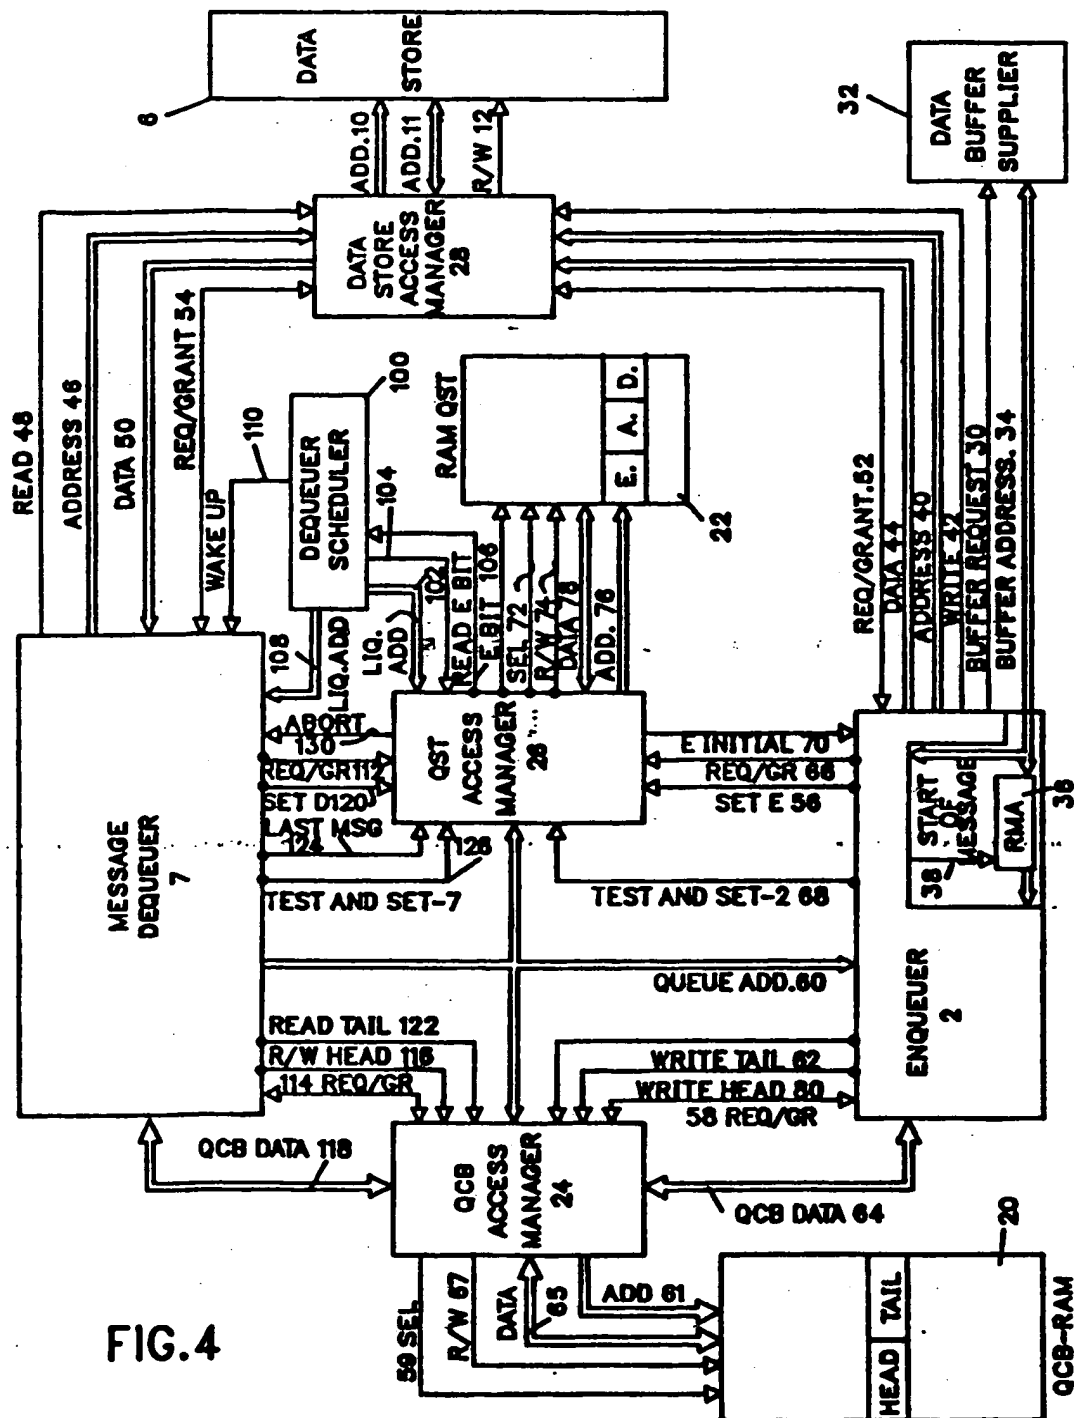 6
DATA
STORE
ADD.10
ADD.11
R/W 12
DATA
STORE
ACCESS
MANAGER
28
32
DATA
BUFFER
SUPPLIER
READ 48
ADDRESS 46
DATA 50
REQ/GRANT 54
WAKE UP
110
DEQUEUER
SCHEDULER
100
104
102
108
LIQ.ADD
LIQ.
ADD
READ E BIT
E BIT 106
SEL 72
R/W 74
DATA 78
ADD. 76
RAM QST
E.
A.
D.
22
REQ/GRANT.52
DATA 44
ADDRESS 40
WRITE 42
BUFFER REQUEST 30
BUFFER ADDRESS. 34
MESSAGE
DEQUEUER
7
ABORT
130
REQ/GR112
SET D120
LAST MSG
124
126
TEST AND SET-7
QST
ACCESS
MANAGER
26
E INITIAL 70
REQ/GR 66
SET E 56
TEST AND SET-2 68
START
OF
MESSAGE
38
RMA
36
ENQUEUER
2
QUEUE ADD.60
READ TAIL 122
R/W HEAD 116
114 REQ/GR
WRITE TAIL 62
WRITE HEAD 80
58 REQ/GR
QCB DATA 118
QCB
ACCESS
MANAGER
24
QCB DATA 64
59 SEL
R/W 67
DATA
65
ADD 61
20
HEAD
TAIL
QCB-RAM
FIG.4